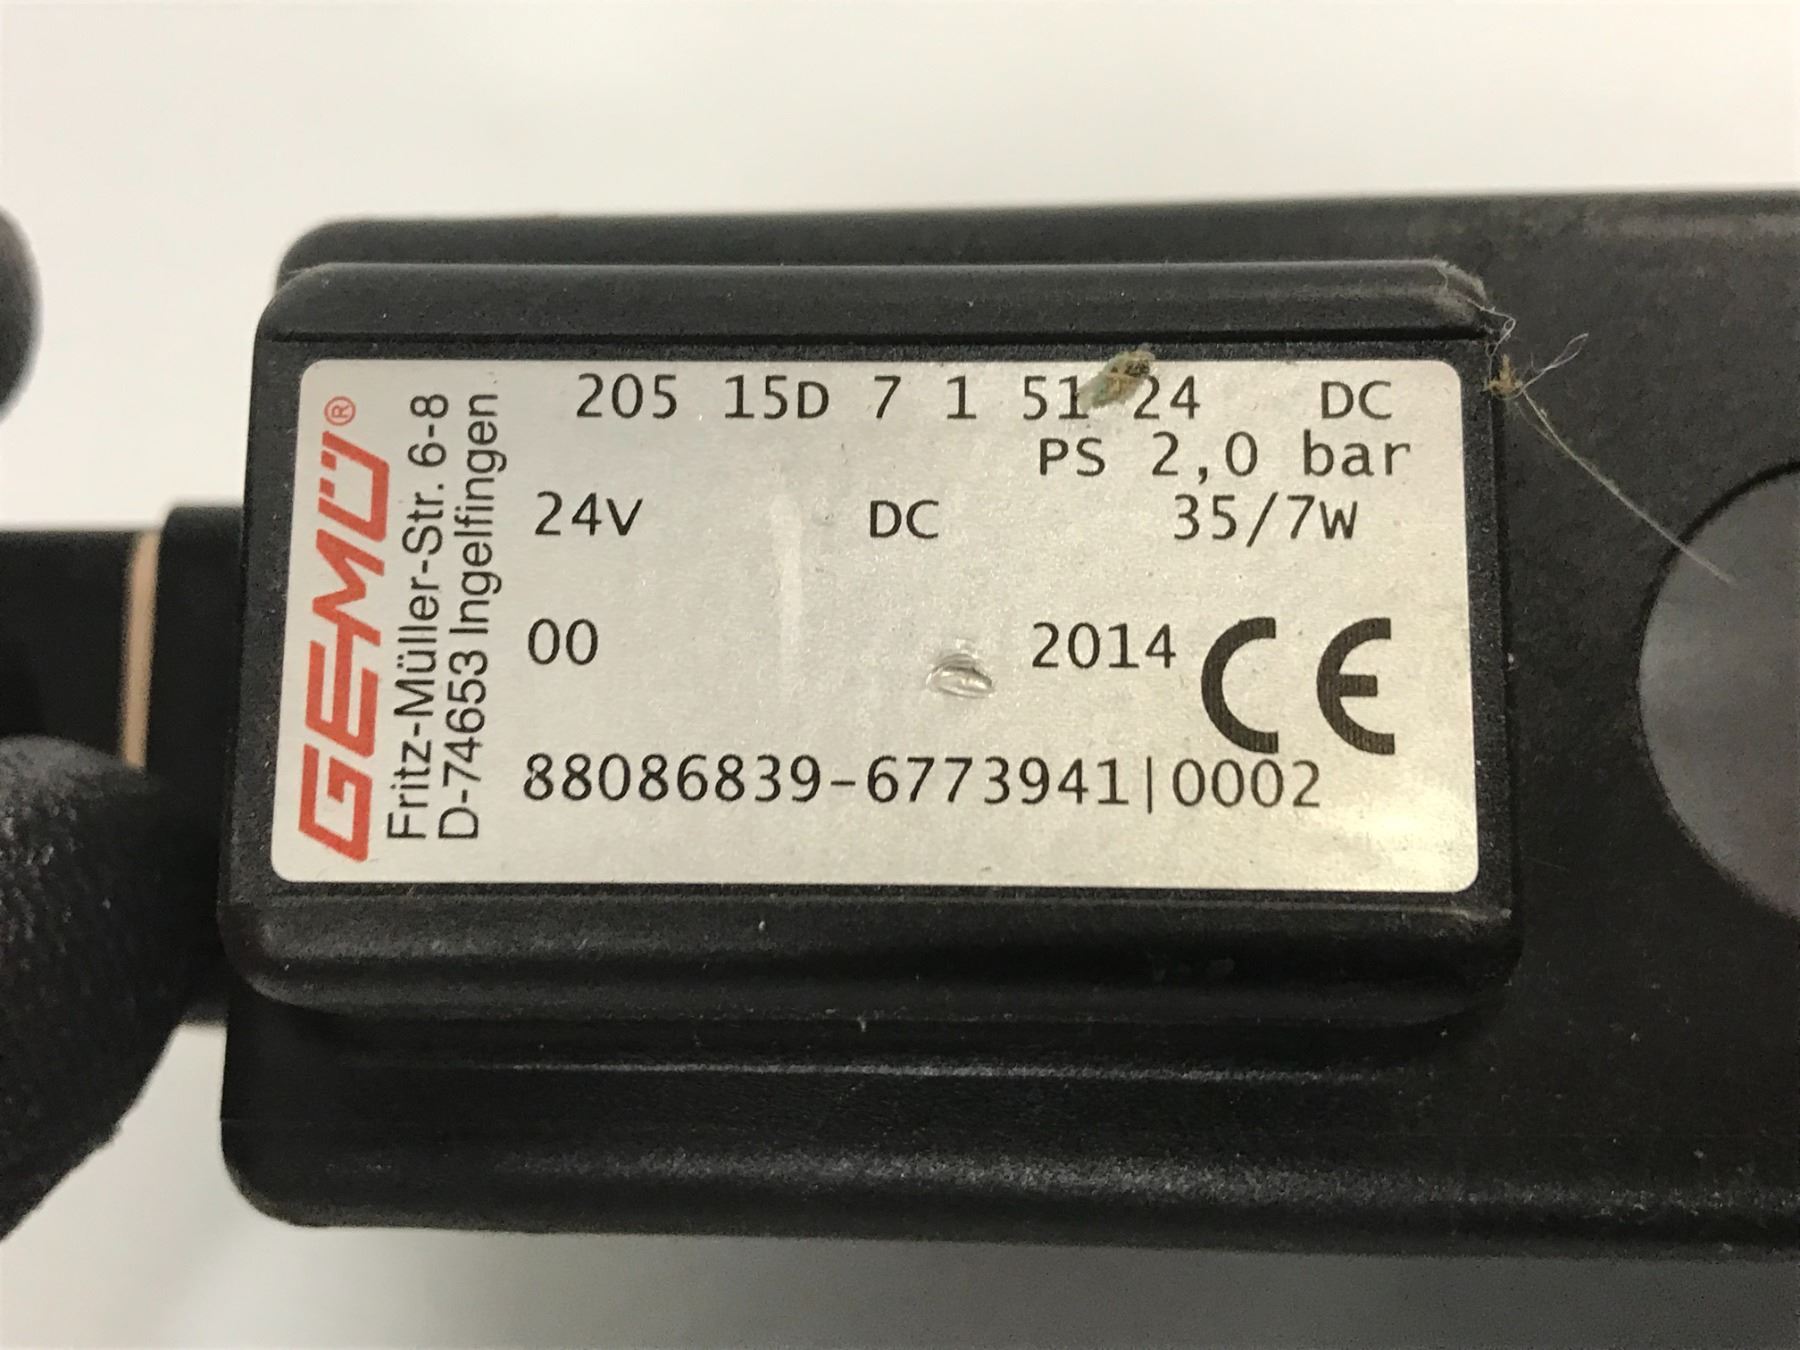 GEMÜ®
Fritz-Müller-Str. 6-8
D-74653 Ingelfingen
205 15D 7 1 51 24 DC
PS 2,0 bar
24V DC 35/7W
00 2014 CE
88086839-6773941|0002